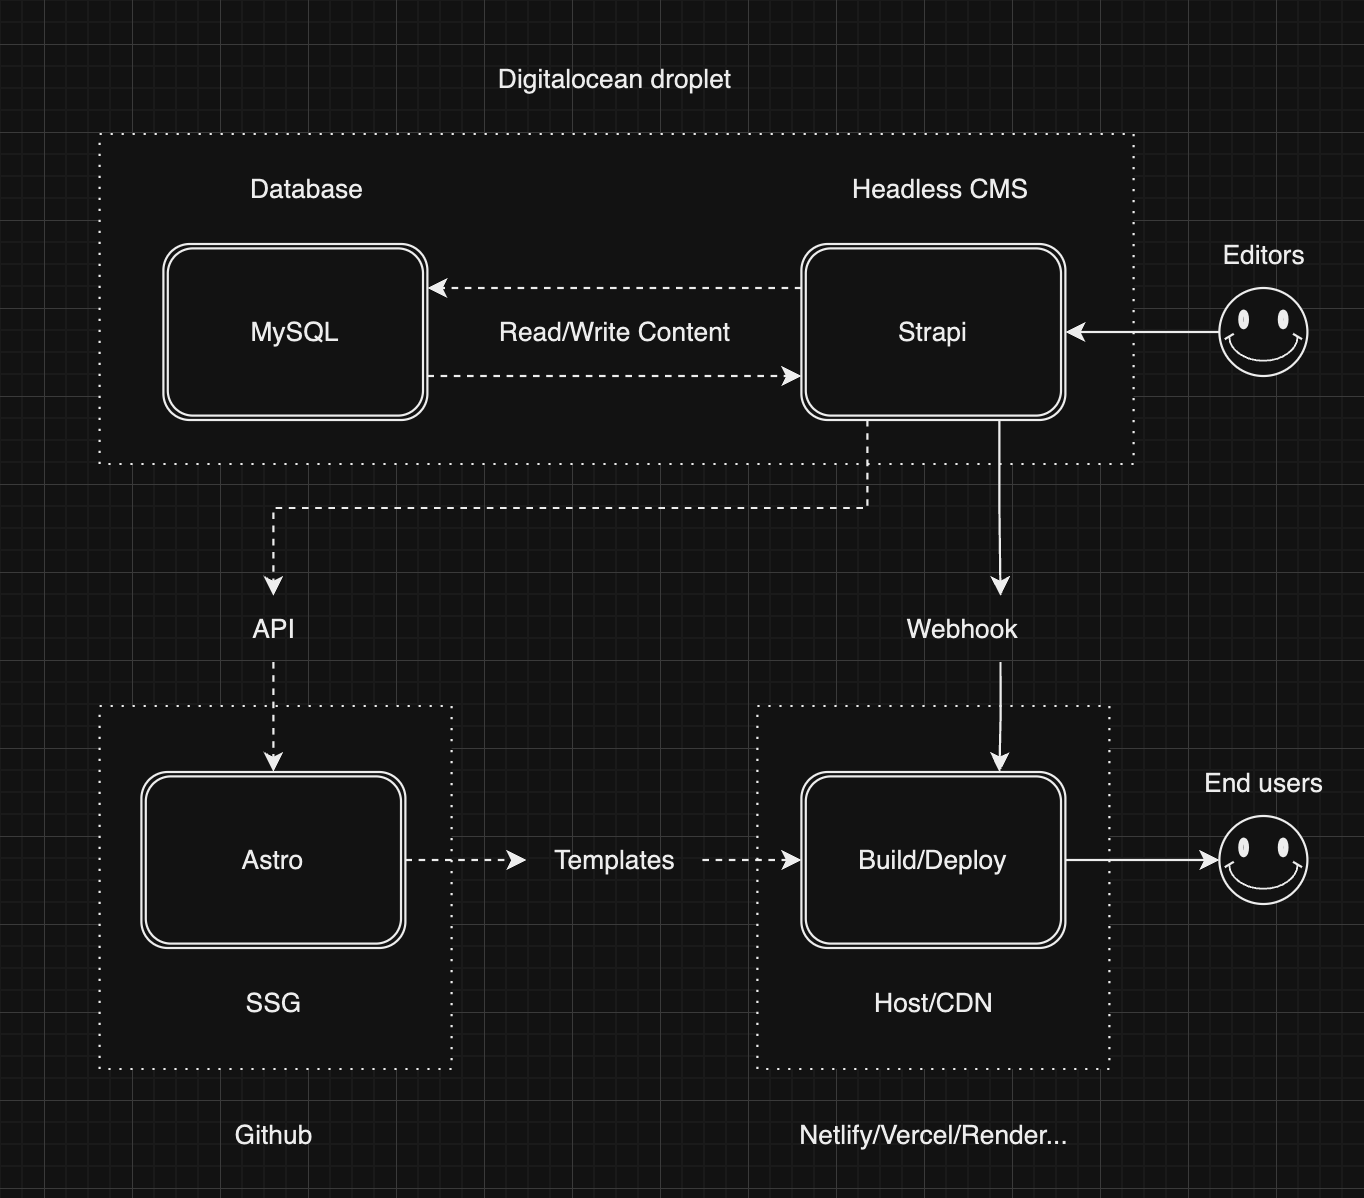 Digitalocean droplet
Database
Headless CMS
Editors
MySQL
Read/Write Content
Strapi
API
Webhook
End users
Astro
Templates
Build/Deploy
SSG
Host/CDN
Github
Netlify/Vercel/Render...